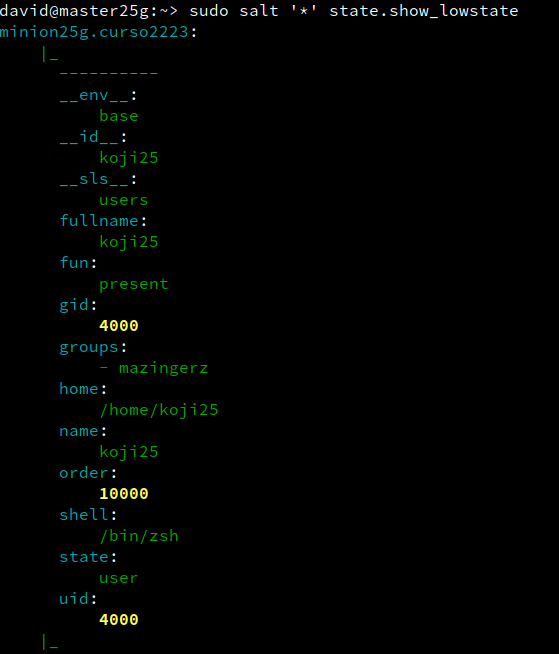 david@master25g:~> sudo salt '*' state.show_lowstate
minion25g.curso2223:
    |_
      ----------
      __env__:
          base
      __id__:
          koji25
      __sls__:
          users
      fullname:
          koji25
      fun:
          present
      gid:
          4000
      groups:
          - mazingerz
      home:
          /home/koji25
      name:
          koji25
      order:
          10000
      shell:
          /bin/zsh
      state:
          user
      uid:
          4000
    |_